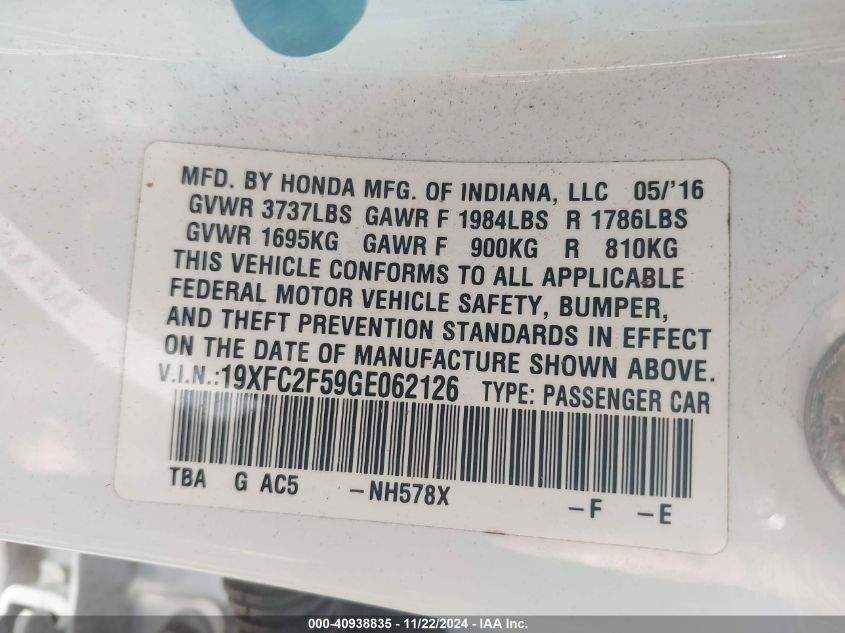 MFD. BY HONDA MFG. OF INDIANA, LLC 05/'16
GVWR 3737LBS GAWR F 1984LBS R 1786LBS
GVWR 1695KG GAWR F 900KG R 810KG
THIS VEHICLE CONFORMS TO ALL APPLICABLE
FEDERAL MOTOR VEHICLE SAFETY, BUMPER,
AND THEFT PREVENTION STANDARDS IN EFFECT
ON THE DATE OF MANUFACTURE SHOWN ABOVE.
V.I.N.:19XFC2F59GE062126 TYPE: PASSENGER CAR
TBA G AC5 -NH578X -F -E
000-40938835 - 11/22/2024 - IAA Inc.